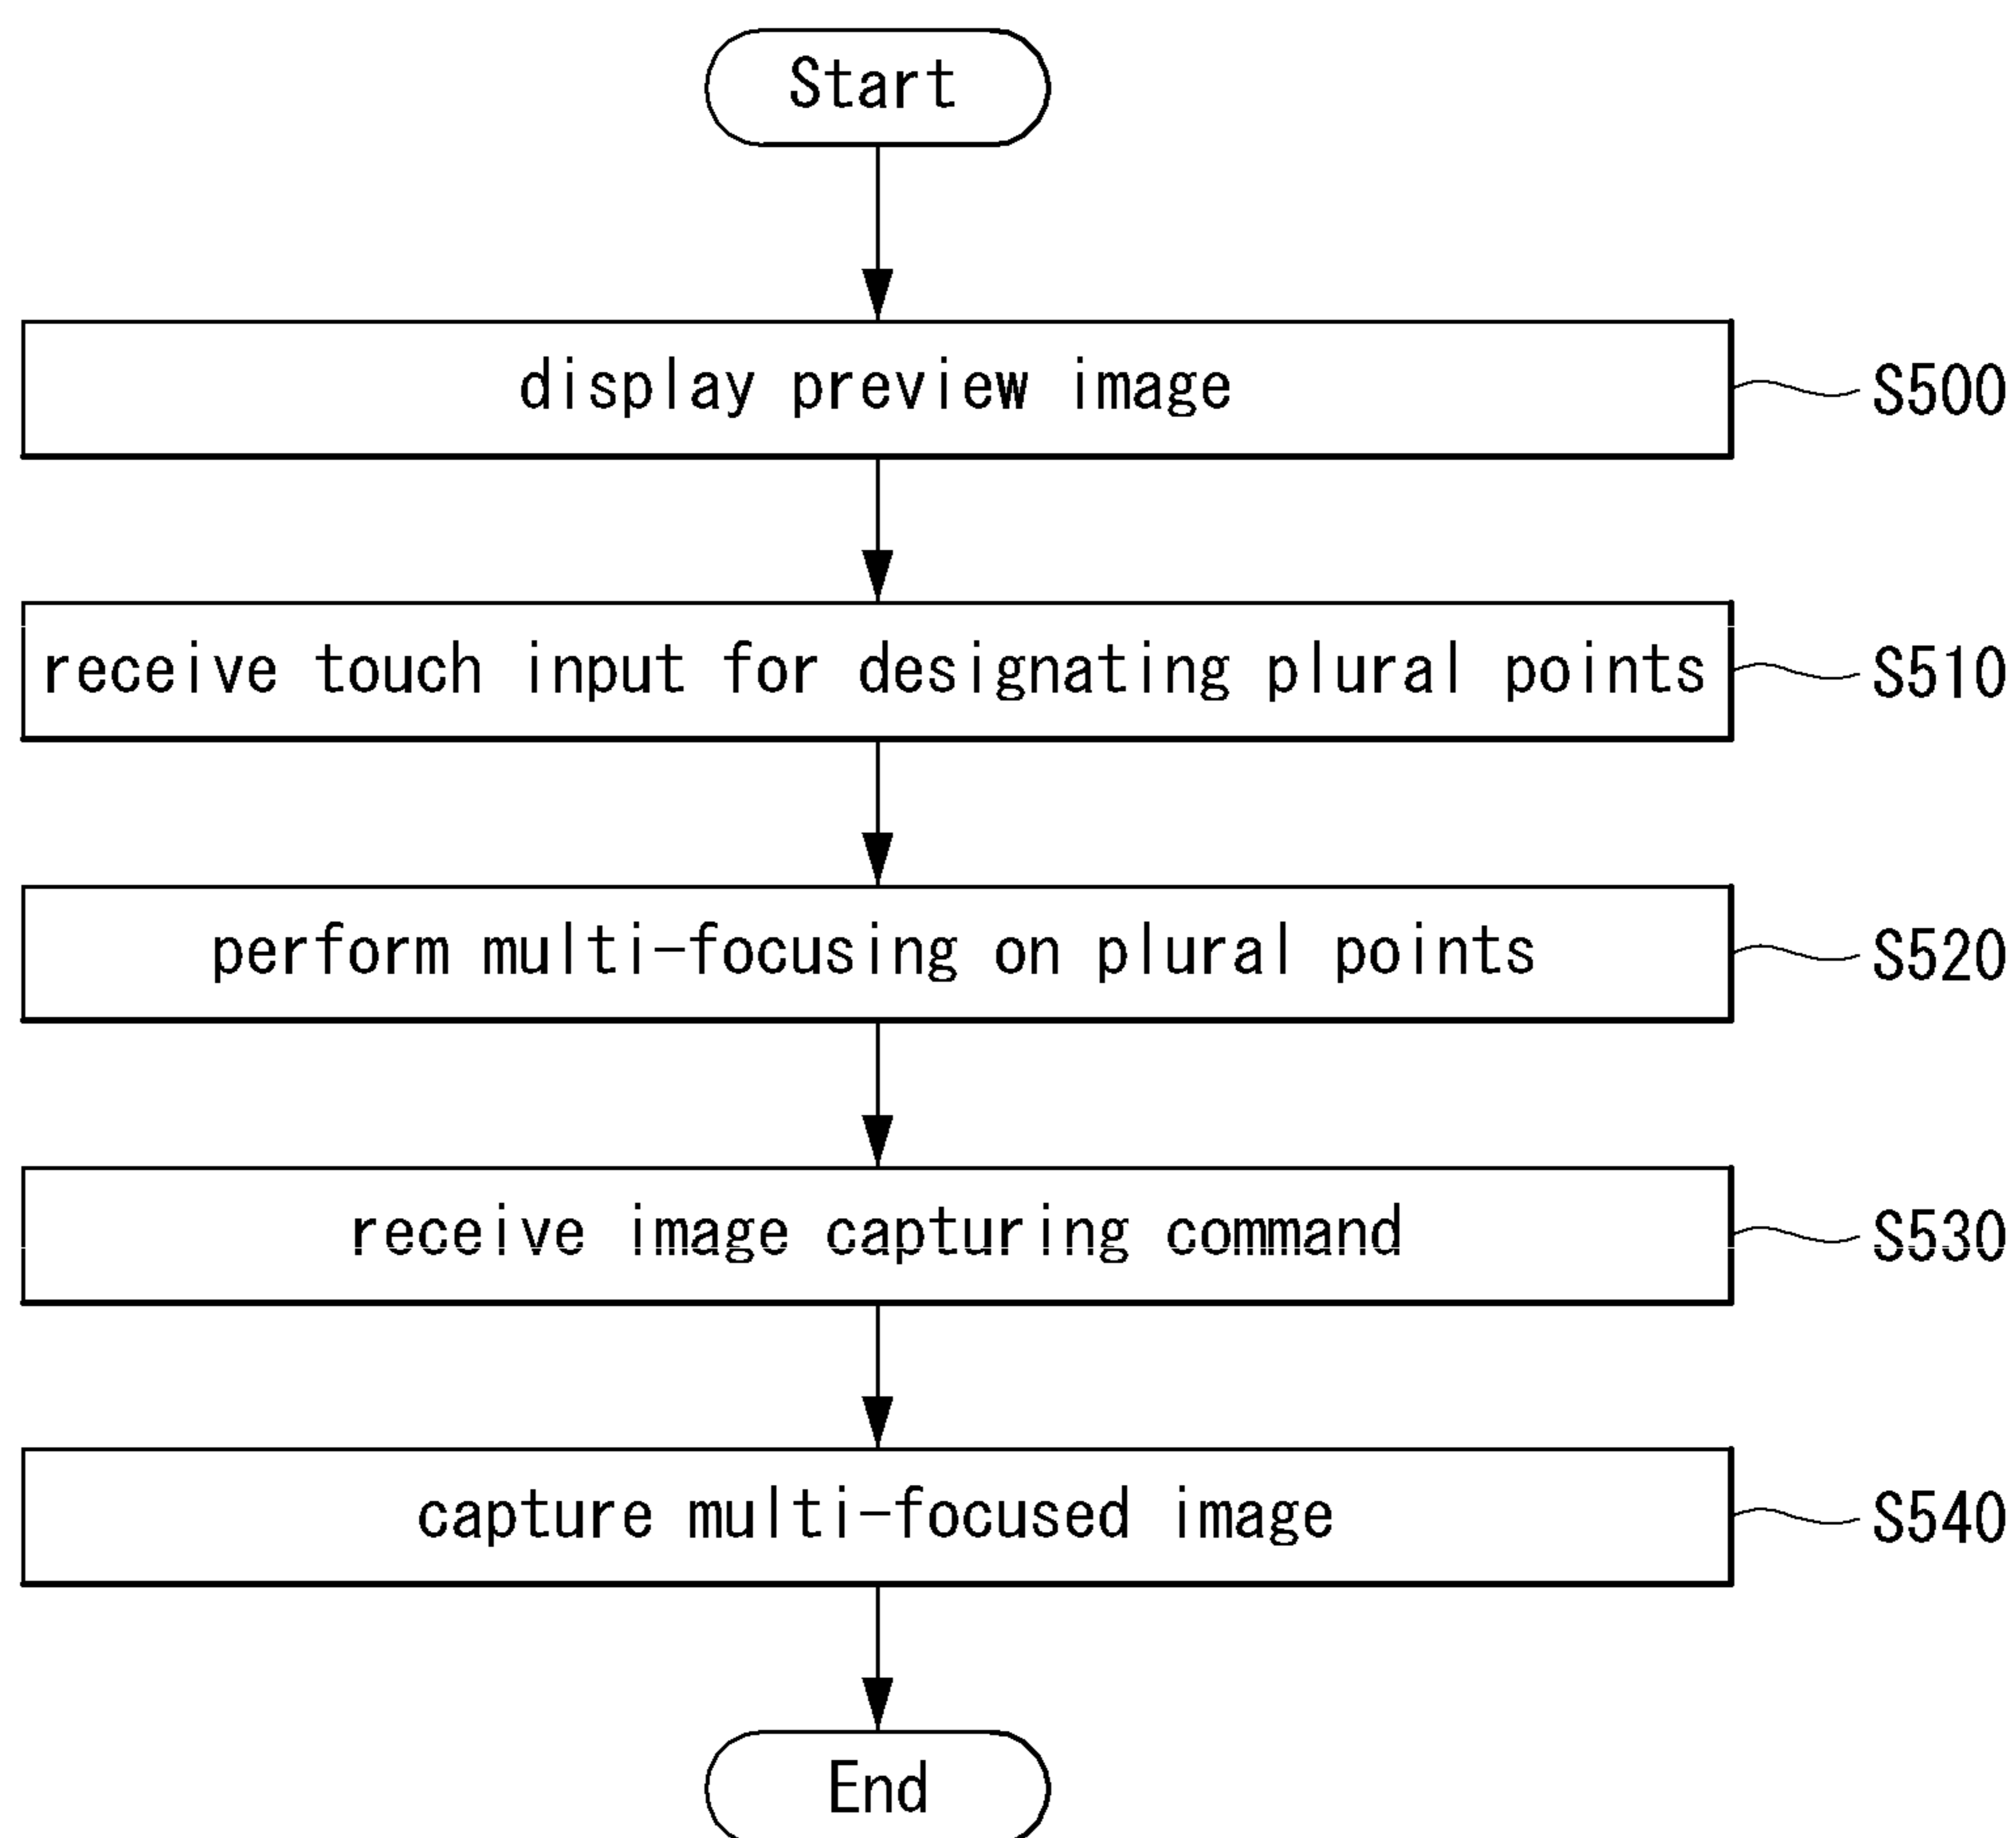 Start
display preview image
S500
receive touch input for designating plural points
S510
perform multi-focusing on plural points
S520
receive image capturing command
S530
capture multi-focused image
S540
End